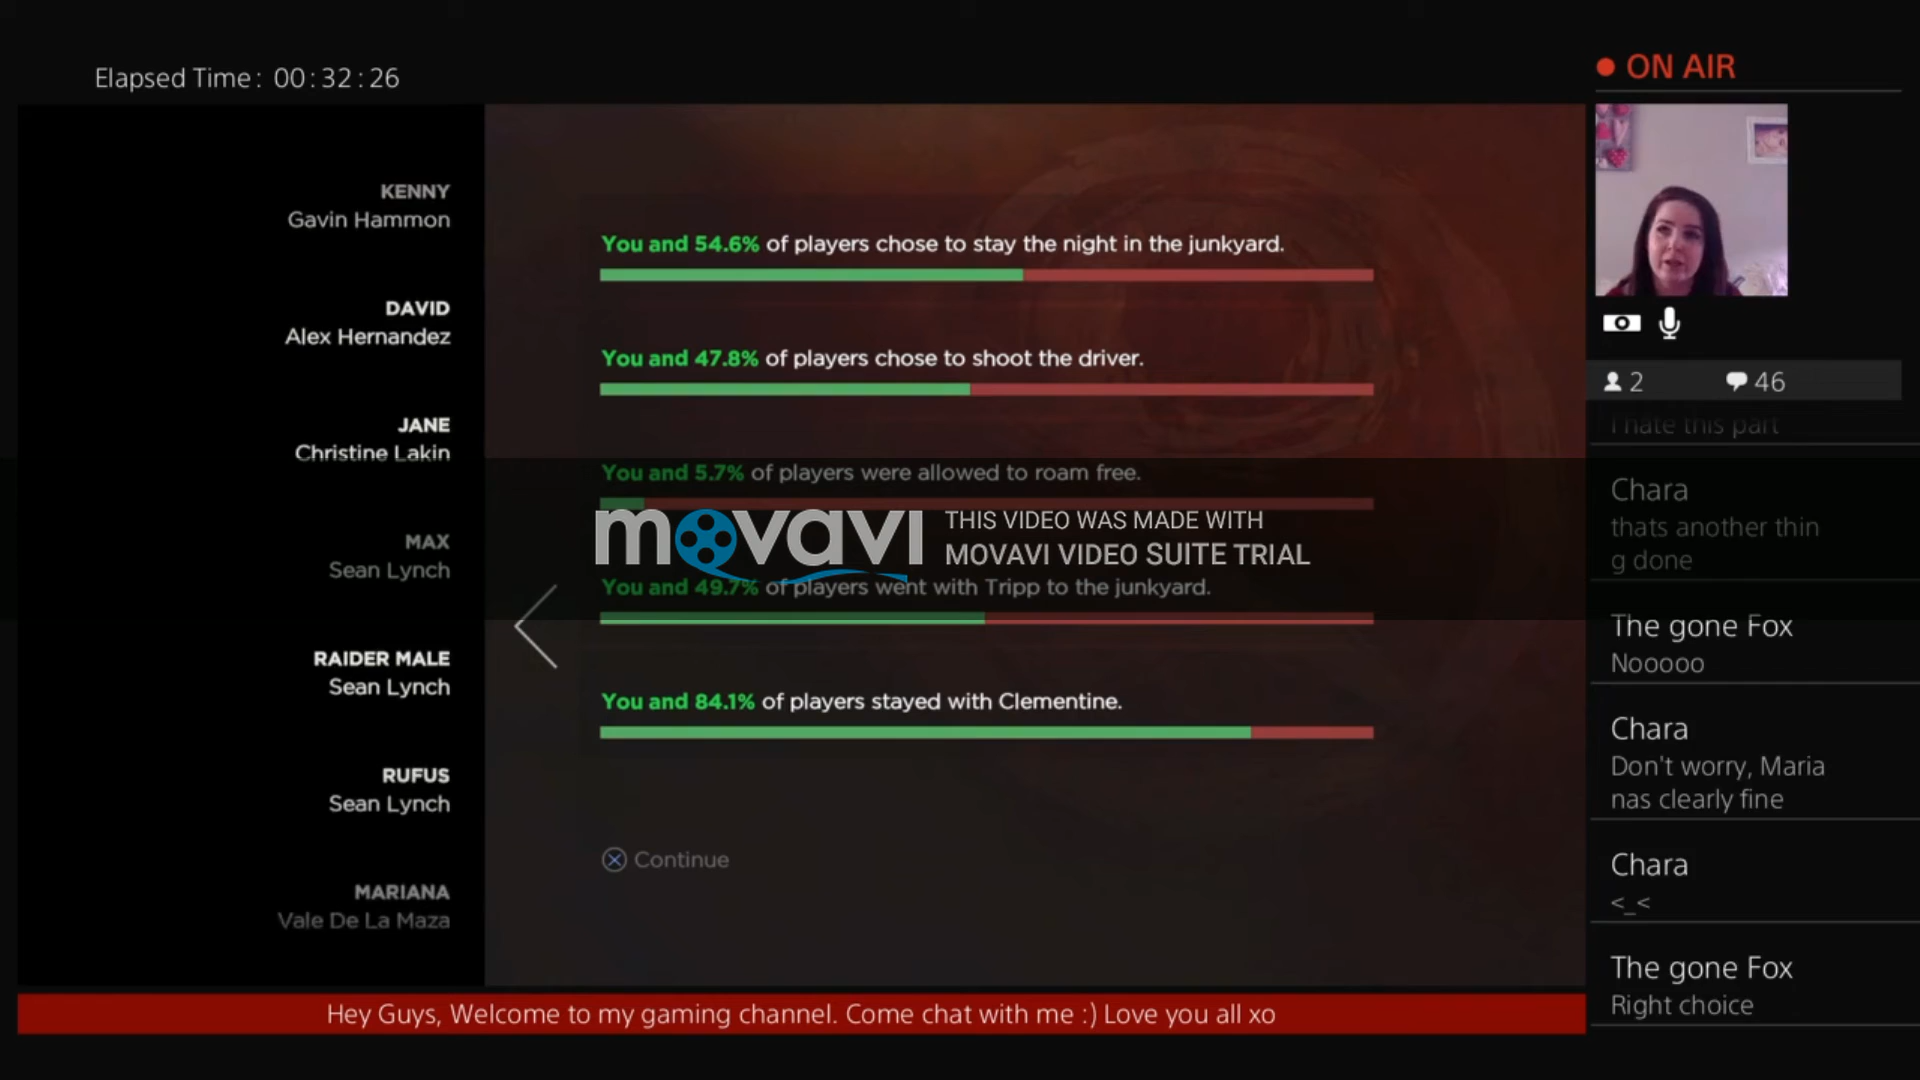 Elapsed Time: 00:32:26
KENNY
Gavin Hammon
DAVID
Alex Hernandez
JANE
Christine Lakin
MAX
Sean Lynch
RAIDER MALE
Sean Lynch
RUFUS
Sean Lynch
MARIANA
Vale De La Maza
You and 54.6% of players chose to stay the night in the junkyard.
You and 47.8% of players chose to shoot the driver.
You and 5.7% of players were allowed to roam free.
movavi
THIS VIDEO WAS MADE WITH
MOVAVI VIDEO SUITE TRIAL
You and 49.7% of players went with Tripp to the junkyard.
You and 84.1% of players stayed with Clementine.
Continue
Hey Guys, Welcome to my gaming channel. Come chat with me :) Love you all xo
ON AIR
2 46
I hate this part
Chara
thats another thin
g done
The gone Fox
Nooooo
Chara
Don't worry, Maria
nas clearly fine
Chara
<_<
The gone Fox
Right choice